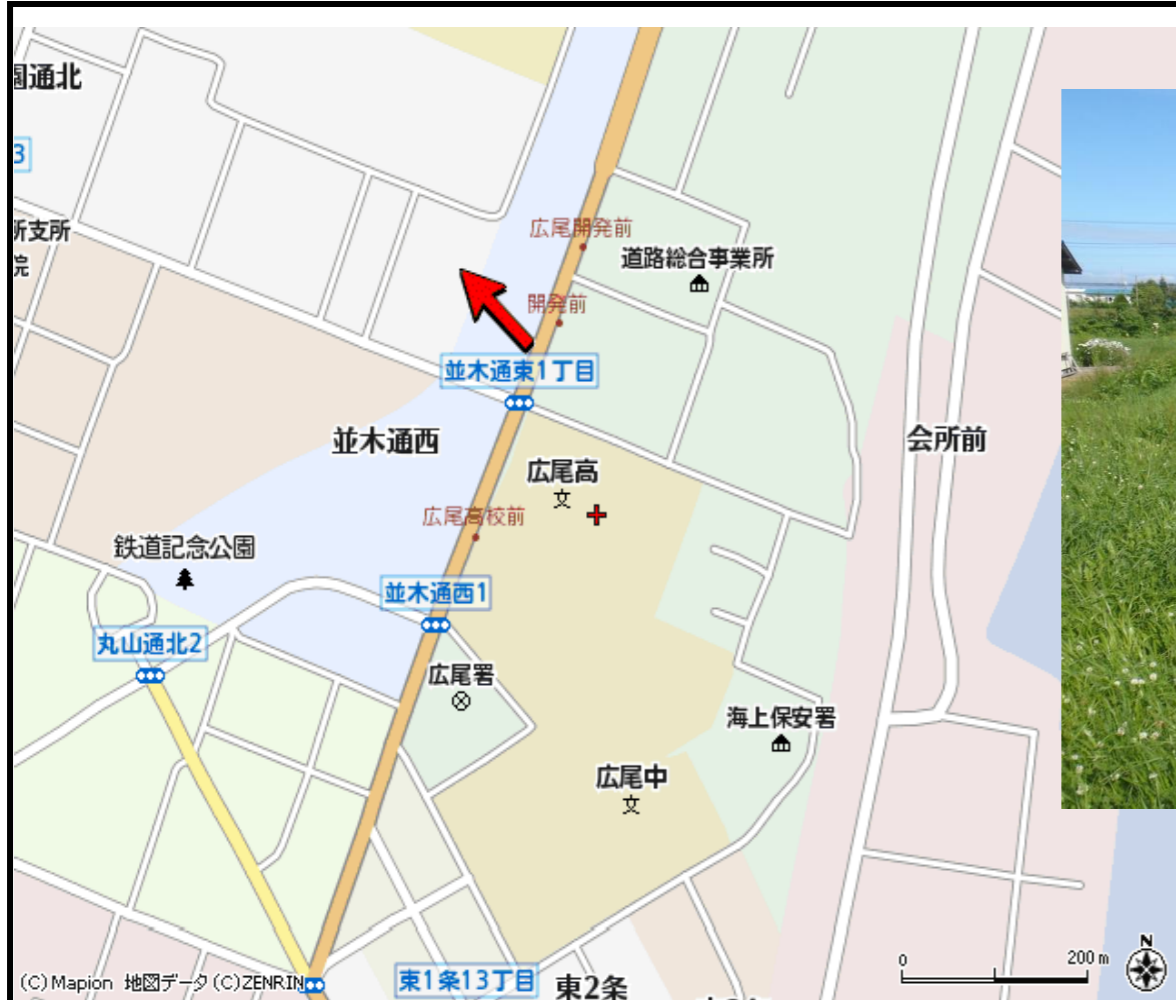 園通北
3
所支所
院
広尾開発前
道路総合事業所
開発前
並木通東1丁目
並木通西
会所前
広尾高
文
広尾高校前
鉄道記念公園
並木通西1
丸山通北2
広尾署
海上保安署
広尾中
文
N
0 200 m
(C)Mapion 地図データ(C)ZENRIN
東1条13丁目
東2条